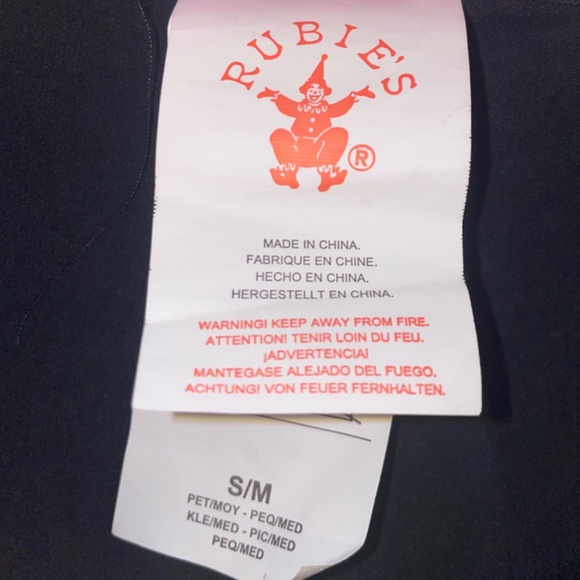 RUBIE'S
®
MADE IN CHINA.
FABRIQUE EN CHINE.
HECHO EN CHINA.
HERGESTELLT EN CHINA.
WARNING! KEEP AWAY FROM FIRE.
ATTENTION! TENIR LOIN DU FEU.
¡ADVERTENCIA!
MANTEGASE ALEJADO DEL FUEGO.
ACHTUNG! VON FEUER FERNHALTEN.
S/M
PET/MOY - PEQ/MED
KLE/MED - PIC/MED
PEQ/MED